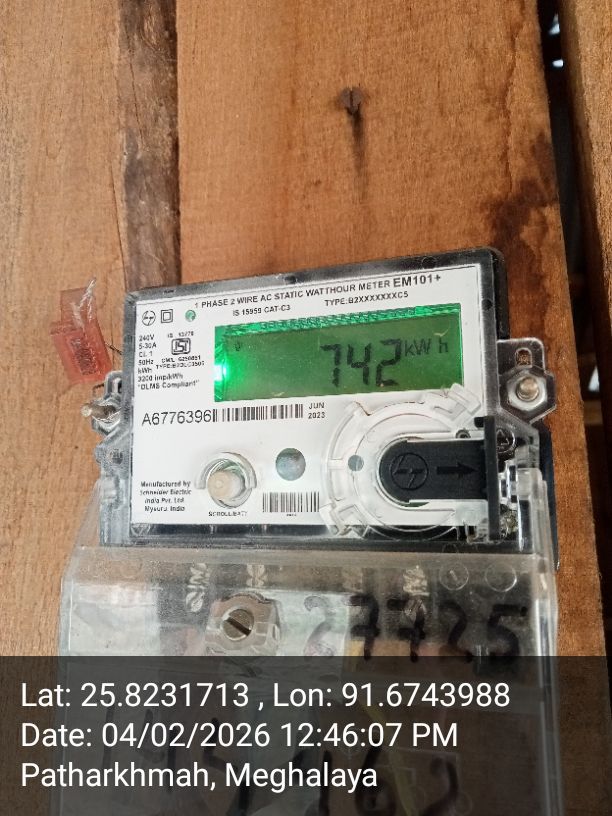 1 PHASE 2 WIRE AC STATIC WATTHOUR METER EM101+
IS 15959 CAT-C3 TYPE:B2XXXXXXXC5
240V
5-30A
Cl. 1
50Hz
kWh
3200 imp/kWh
"DLMS Compliant"
IS 13779
742 kWh
A6776396
JUN
2023
Manufactured by
Schneider Electric
India Pvt. Ltd.
Mysuru, India
SCROLL/BATT
27725
Lat: 25.8231713 , Lon: 91.6743988
Date: 04/02/2026 12:46:07 PM
Patharkhmah, Meghalaya